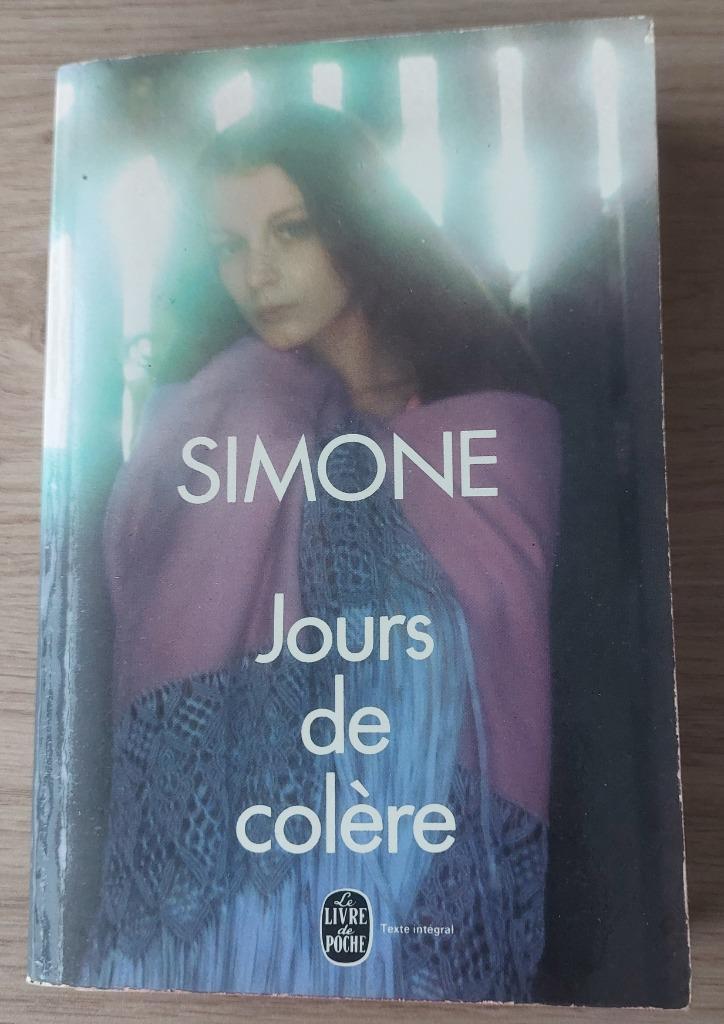 SIMONE
Jours
de
colère
Le
LIVRE
de
POCHE
Texte intégral